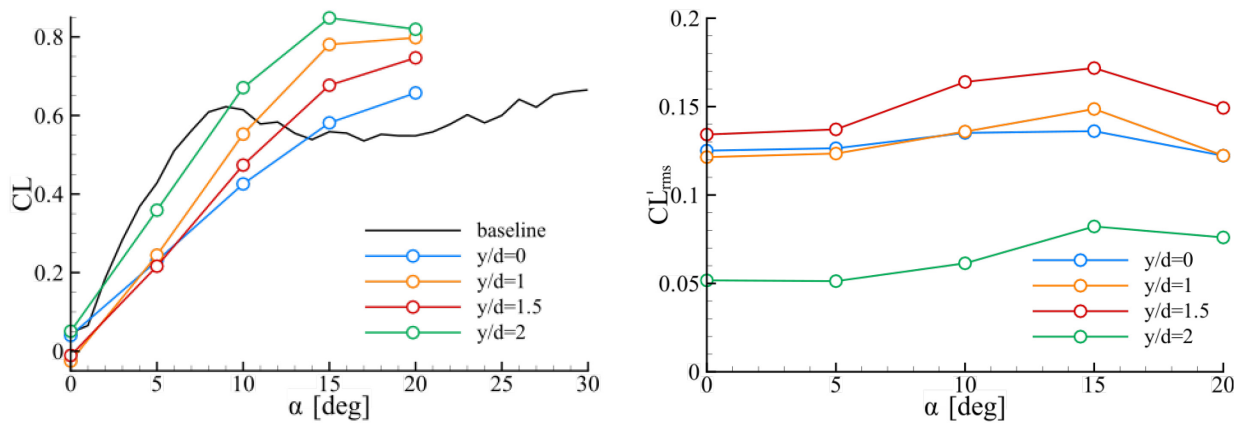 0.8
0.6
0.4
0.2
0
CL
0 5 10 15 20 25 30
α [deg]
baseline
y/d=0
y/d=1
y/d=1.5
y/d=2
0.2
0.15
0.1
0.05
0
CL'rms
0 5 10 15 20
α [deg]
y/d=0
y/d=1
y/d=1.5
y/d=2